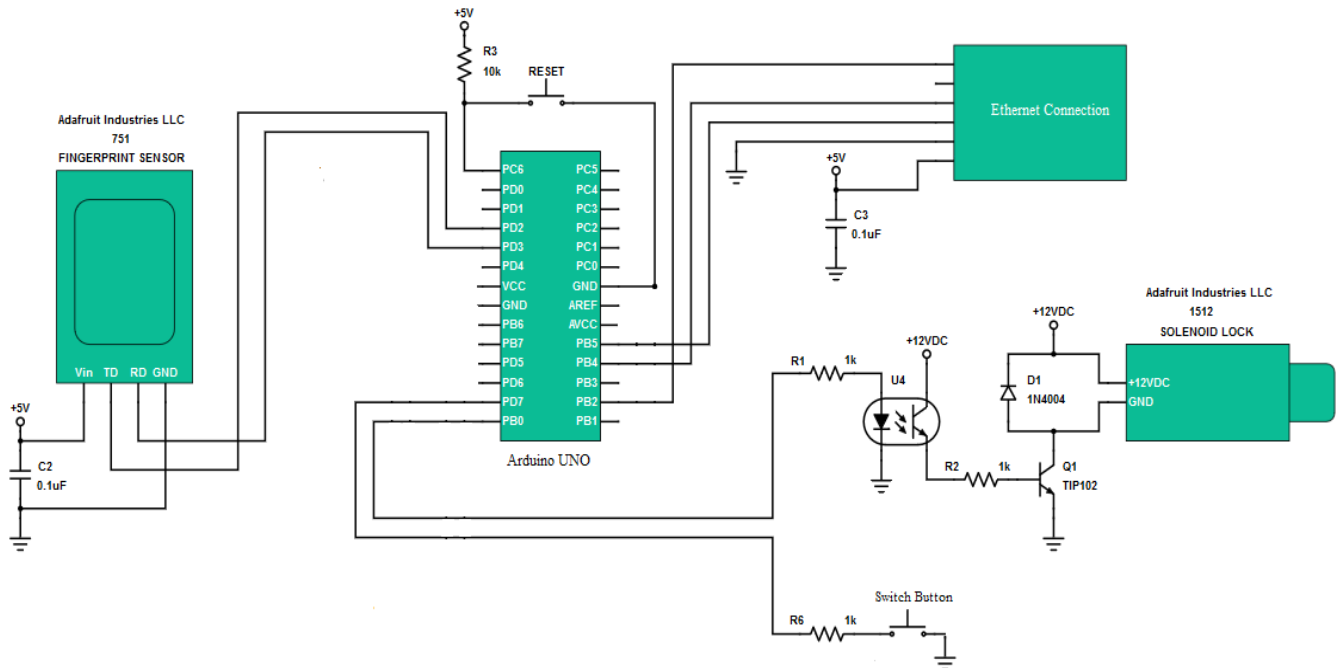 +5V
R3
10k
RESET
Adafruit Industries LLC
751
FINGERPRINT SENSOR
Vin TD RD GND
+5V
C2
0.1uF
PC6
PD0
PD1
PD2
PD3
PD4
VCC
GND
PB6
PB7
PD5
PD6
PD7
PB0
PC5
PC4
PC3
PC2
PC1
PC0
GND
AREF
AVCC
PB5
PB4
PB3
PB2
PB1
Arduino UNO
Ethernet Connection
+5V
C3
0.1uF
R1 1k
+12VDC
U4
R2 1k
+12VDC
D1
1N4004
Q1
TIP102
Adafruit Industries LLC
1512
SOLENOID LOCK
+12VDC
GND
Switch Button
R6 1k